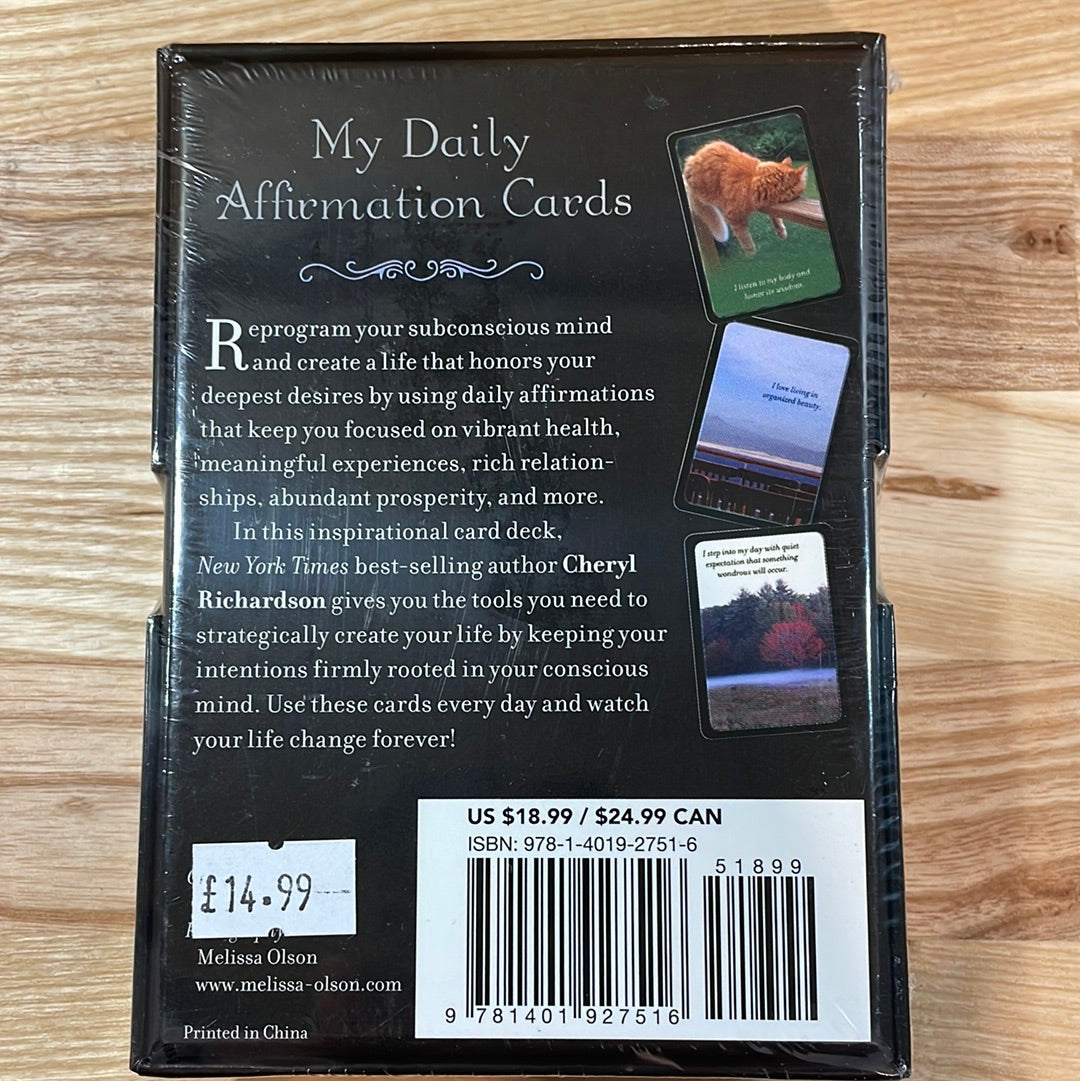 My Daily
Affirmation Cards
Reprogram your subconscious mind
and create a life that honors your
deepest desires by using daily affirmations
that keep you focused on vibrant health,
meaningful experiences, rich relation-
ships, abundant prosperity, and more.
In this inspirational card deck,
New York Times best-selling author Cheryl
Richardson gives you the tools you need to
strategically create your life by keeping your
intentions firmly rooted in your conscious
mind. Use these cards every day and watch
your life change forever!
I listen to my body and
honor its wisdom.
I love living in
organized beauty.
I step into my day with quiet
expectation that something
wondrous will occur.
£14.99
Melissa Olson
www.melissa-olson.com
Printed in China
US $18.99 / $24.99 CAN
ISBN: 978-1-4019-2751-6
51899
9 781401 927516